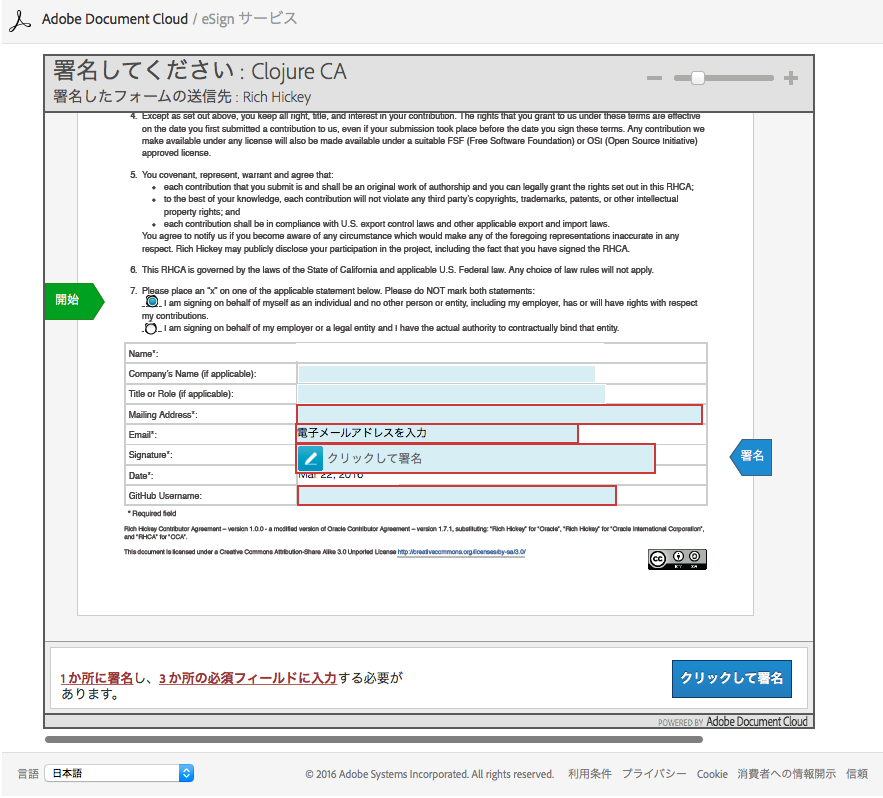 Adobe Document Cloud / eSign サービス
署名してください : Clojure CA
署名したフォームの送信先 : Rich Hickey
4. Except as set out above, you keep all right, title, and interest in your contribution. The rights that you grant to us under these terms are effective
on the date you first submitted a contribution to us, even if your submission took place before the date you sign these terms. Any contribution we
make available under any license will also be made available under a suitable FSF (Free Software Foundation) or OSI (Open Source Initiative)
approved license.
5. You covenant, represent, warrant and agree that:
• each contribution that you submit is and shall be an original work of authorship and you can legally grant the rights set out in this RHCA;
• to the best of your knowledge, each contribution will not violate any third party's copyrights, trademarks, patents, or other intellectual
property rights; and
• each contribution shall be in compliance with U.S. export control laws and other applicable export and import laws.
You agree to notify us if you become aware of any circumstance which would make any of the foregoing representations inaccurate in any
respect. Rich Hickey may publicly disclose your participation in the project, including the fact that you have signed the RHCA.
6. This RHCA is governed by the laws of the State of California and applicable U.S. Federal law. Any choice of law rules will not apply.
7. Please place an "x" on one of the applicable statement below. Please do NOT mark both statements:
開始
I am signing on behalf of myself as an individual and no other person or entity, including my employer, has or will have rights with respect
my contributions.
I am signing on behalf of my employer or a legal entity and I have the actual authority to contractually bind that entity.
Name*:
Company's Name (if applicable):
Title or Role (if applicable):
Mailing Address*:
Email*: 電子メールアドレスを入力
Signature*: クリックして署名
署名
Date*: Mar 22, 2016
GitHub Username:
* Required field
Rich Hickey Contributor Agreement – version 1.0.0 - a modified version of Oracle Contributor Agreement – version 1.7.1, substituting: "Rich Hickey" for "Oracle", "Rich Hickey" for "Oracle International Corporation",
and "RHCA" for "OCA".
This document is licensed under a Creative Commons Attribution-Share Alike 3.0 Unported License http://creativecommons.org/licenses/by-sa/3.0/
cc BY SA
1 か所に署名し、3 か所の必須フィールドに入力する必要が
あります。
クリックして署名
POWERED BY Adobe Document Cloud
言語 日本語 © 2016 Adobe Systems Incorporated. All rights reserved. 利用条件 プライバシー Cookie 消費者への情報開示 信頼